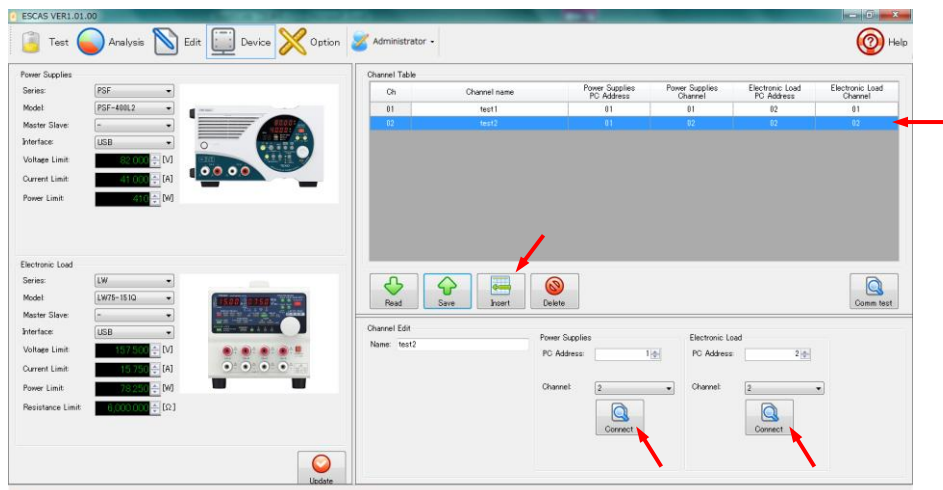 ESCAS VER1.01.00
Test Analysis Edit Device Option Administrator Help
Power Supplies
Series: PSF
Model: PSF-400L2
Master Slave: -
Interface: USB
Voltage Limit: 82.000 [V]
Current Limit: 41.000 [A]
Power Limit: 410 [W]
Electronic Load
Series: LW
Model: LW75-151Q
Master Slave: -
Interface: USB
Voltage Limit: 157.500 [V]
Current Limit: 15.750 [A]
Power Limit: 78.250 [W]
Resistance Limit: 6,000.000 [Ω]
Update
Channel Table
Ch Channel name Power Supplies PC Address Power Supplies Channel Electronic Load PC Address Electronic Load Channel
01 test1 01 01 02 01
02 test2 01 02 02 02
Read Save Insert Delete Comm test
Channel Edit
Name: test2
Power Supplies
PC Address: 1
Channel: 2
Connect
Electronic Load
PC Address: 2
Channel: 2
Connect